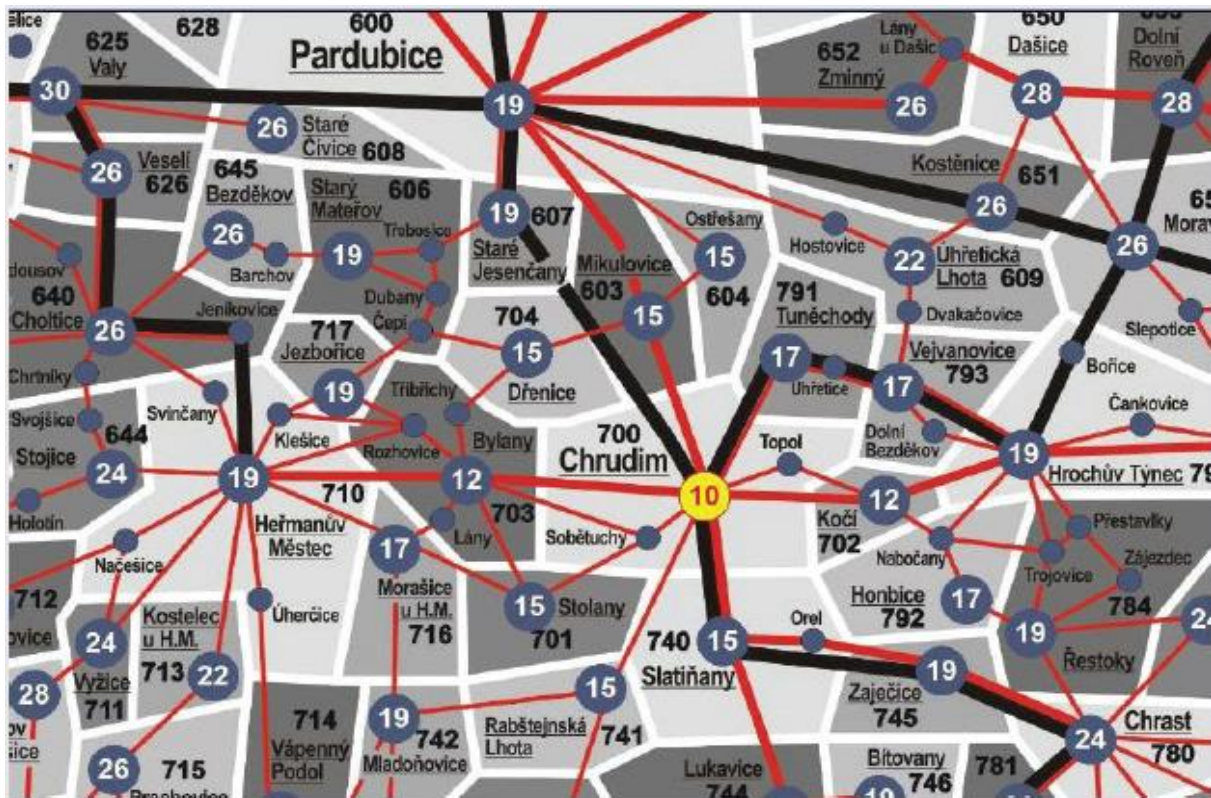 625
Valy
628
600
Pardubice
652
Zminný
Lány
u Dašic
650
Dašice
Dolní
Roveň
30
19
26
28
28
26
Staré
Čivice
608
Veselí
626
26
645
Bezděkov
26
Barchov
Starý
Mateřov
606
19
Třebosice
Dubany
Čepí
19
607
Staré
Jesenčany
Mikulovice
603
15
Ostřešany
15
604
Kostěnice
651
26
Hostovice
22
Úhřetická
Lhota
609
Dvakačovice
26
Slepotice
Bořice
640
Choltice
26
Jeníkovice
717
Jezbořice
19
704
15
Dřenice
791
Tuněchody
17
Úhřetice
Vejvanovice
793
17
Dolní
Bezděkov
Čankovice
Chrtníky
Svojšice
644
Stojice
24
Holotín
Svinčany
Klešice
Tribřichy
Rozhovice
Bylany
12
703
Lány
700
Chrudim
10
Topol
12
Kočí
702
19
Hrochův Týnec
19
710
Heřmanův
Městec
Načešice
Úherčice
17
Morašice
u H.M.
716
Sobětuchy
15
Stolany
701
Nabočany
Honbice
792
17
Přestavlky
Trojovice
Zájezdec
784
19
Řestoky
24
712
24
Vyžice
711
28
Kostelec
u H.M.
713
22
714
Vápenný
Podol
19
742
Mladoňovice
15
Rabštejnská
Lhota
741
740
15
Slatiňany
Orel
19
Zaječice
745
24
Chrast
780
26
715
Prachovice
Lukavice
744
Bítovany
746
781